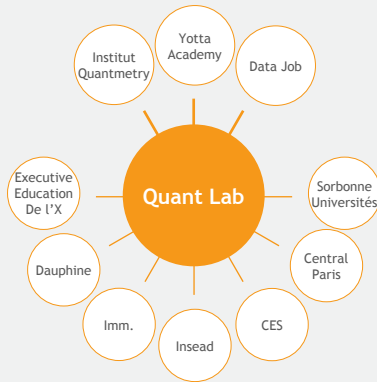 Yotta
Academy
Institut
Quantmetry
Data Job
Executive
Education
De l'X
Quant Lab
Sorbonne
Universités
Dauphine
Central
Paris
Imm.
CES
Insead